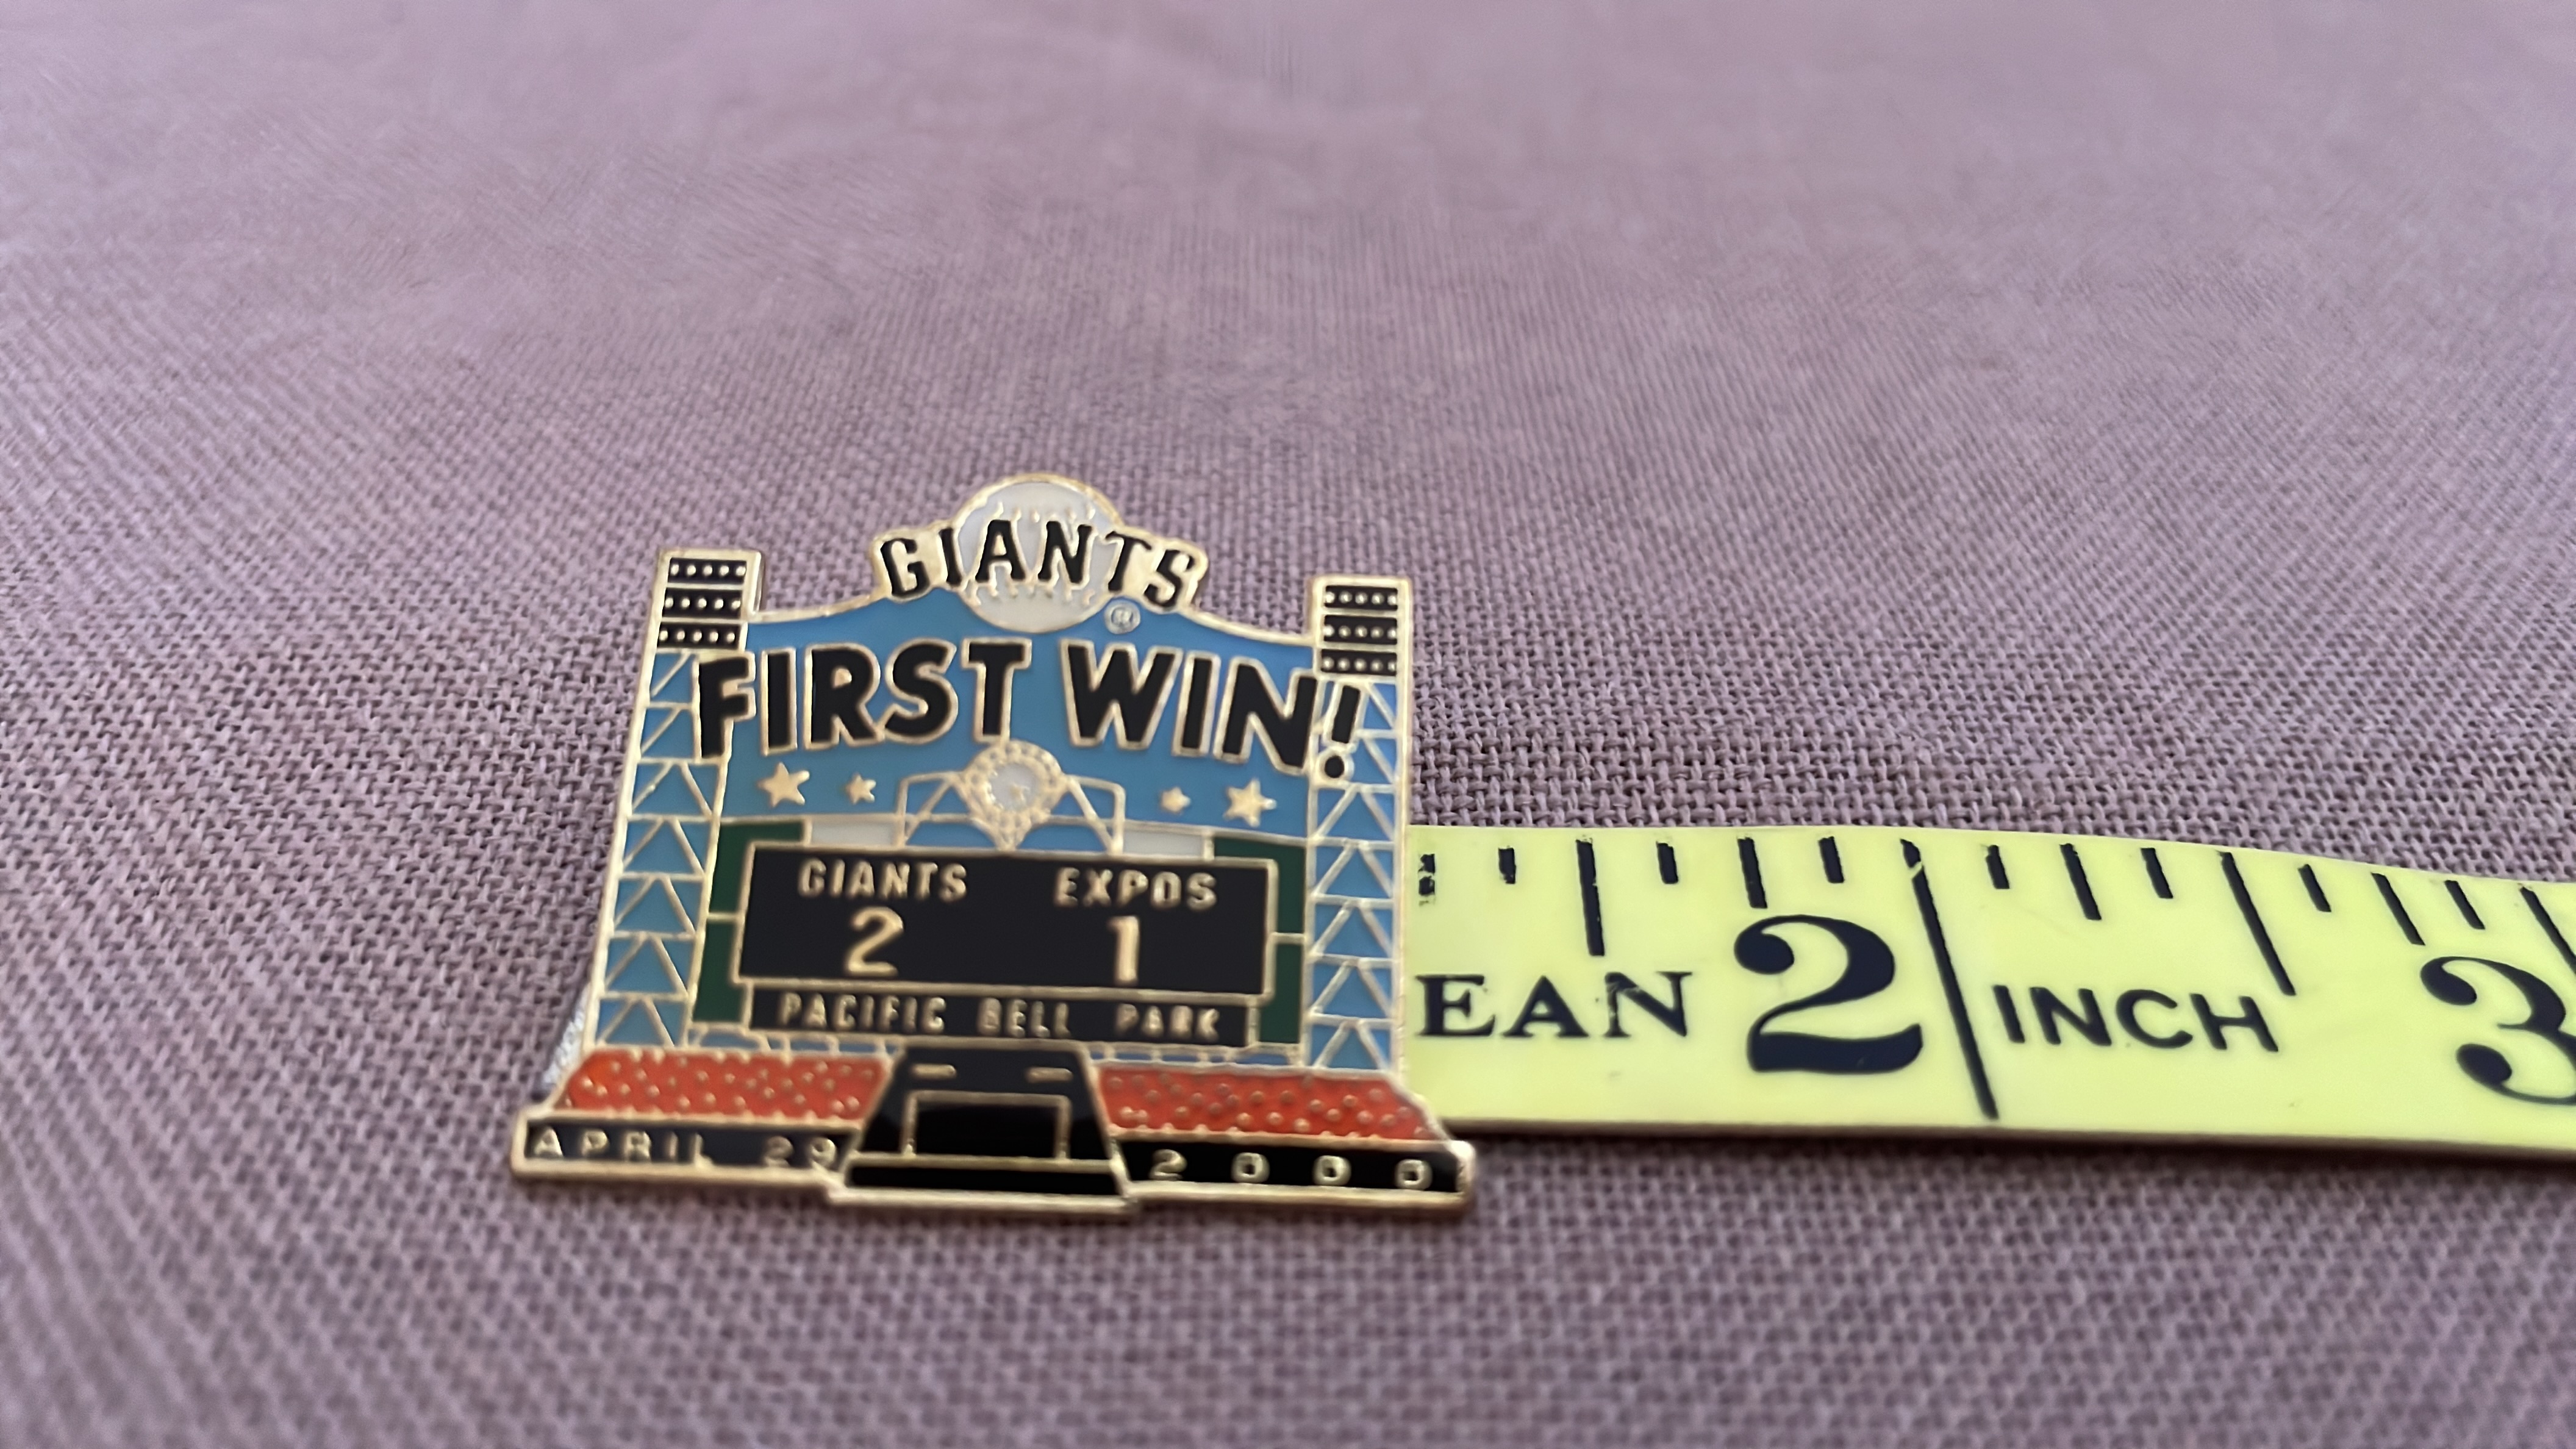 GIANTS
®
FIRST WIN!
GIANTS EXPOS
2 1
PACIFIC BELL PARK
APRIL 29 2000
EAN 2 INCH 3